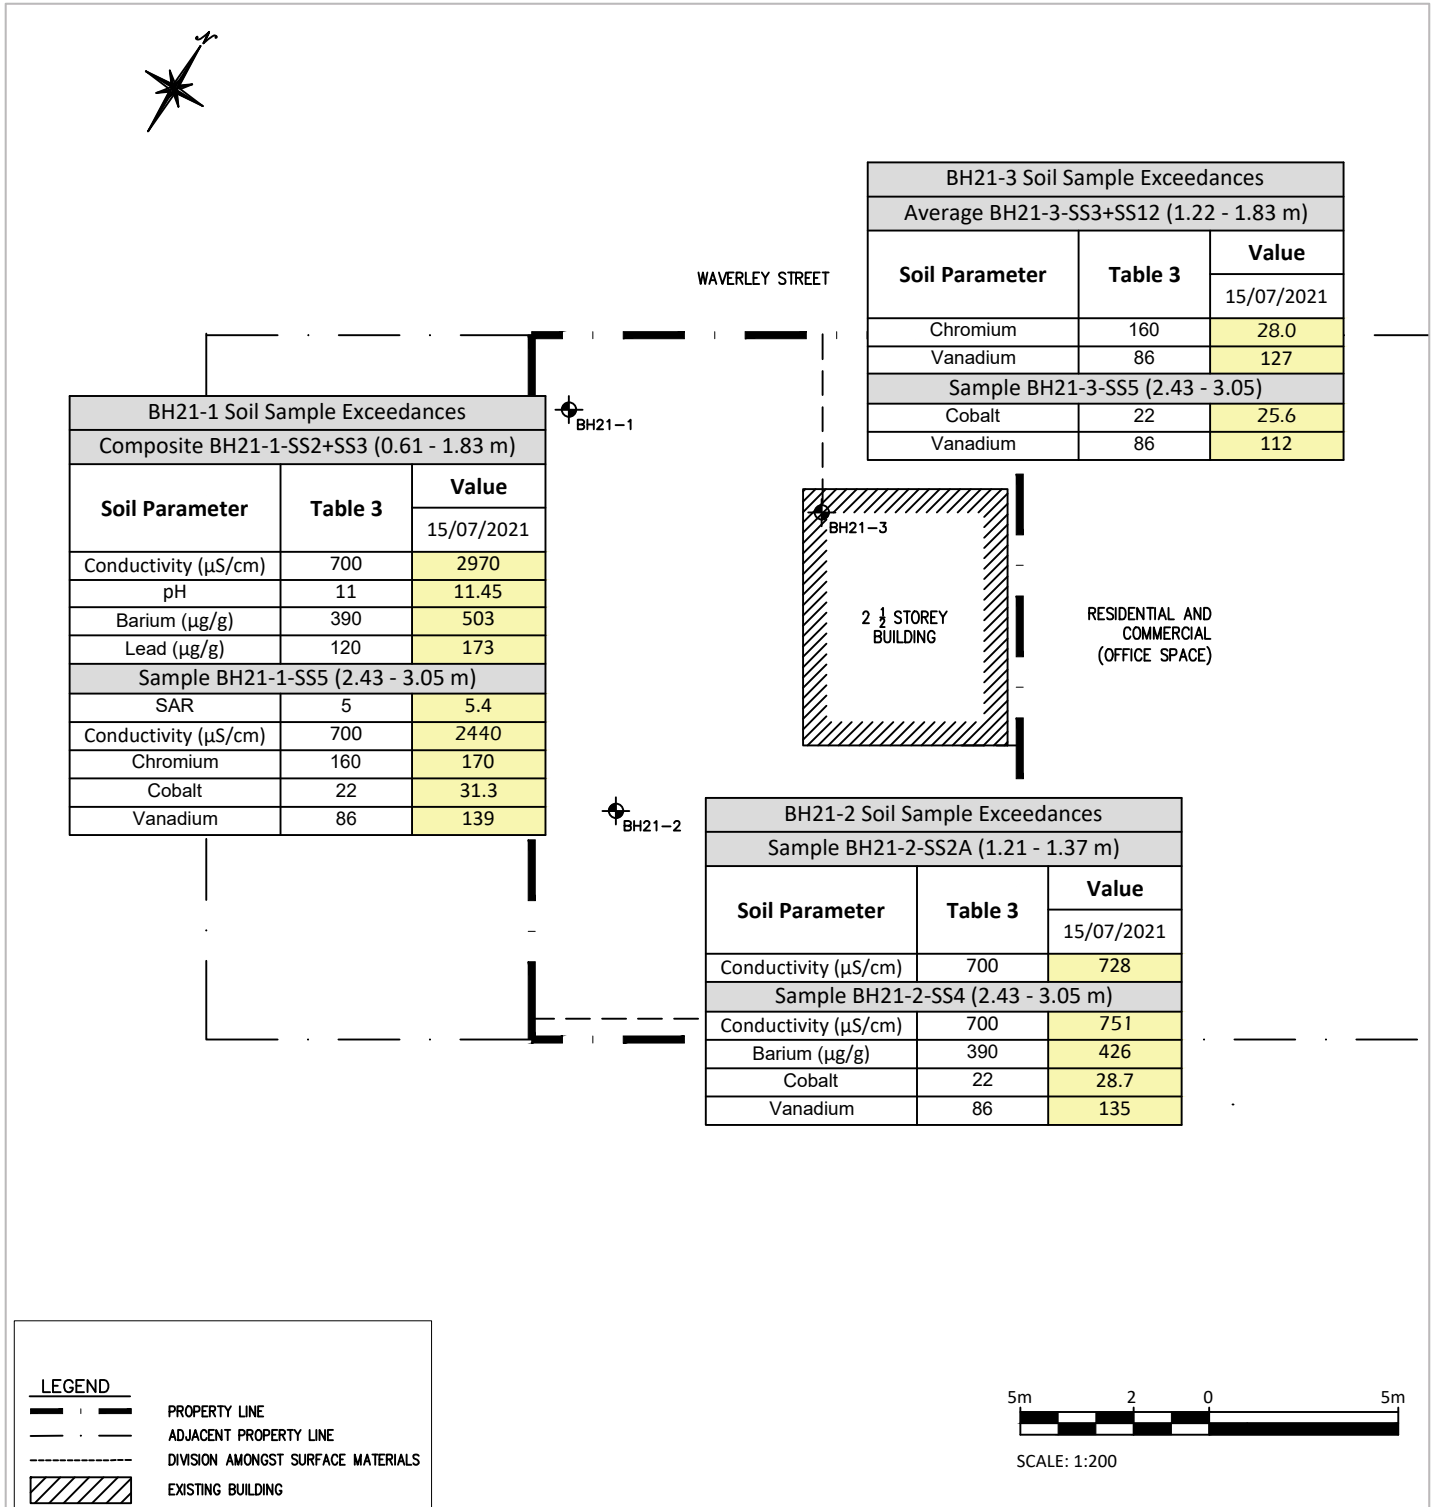 N
BH21-3 Soil Sample Exceedances
Average BH21-3-SS3+SS12 (1.22 - 1.83 m)
Soil Parameter Table 3 Value
15/07/2021
Chromium 160 28.0
Vanadium 86 127
Sample BH21-3-SS5 (2.43 - 3.05)
Cobalt 22 25.6
Vanadium 86 112
WAVERLEY STREET
BH21-1 Soil Sample Exceedances
Composite BH21-1-SS2+SS3 (0.61 - 1.83 m)
Soil Parameter Table 3 Value
15/07/2021
Conductivity (µS/cm) 700 2970
pH 11 11.45
Barium (µg/g) 390 503
Lead (µg/g) 120 173
Sample BH21-1-SS5 (2.43 - 3.05 m)
SAR 5 5.4
Conductivity (µS/cm) 700 2440
Chromium 160 170
Cobalt 22 31.3
Vanadium 86 139
BH21-1
BH21-3
2 1/2 STOREY
BUILDING
RESIDENTIAL AND
COMMERCIAL
(OFFICE SPACE)
BH21-2
BH21-2 Soil Sample Exceedances
Sample BH21-2-SS2A (1.21 - 1.37 m)
Soil Parameter Table 3 Value
15/07/2021
Conductivity (µS/cm) 700 728
Sample BH21-2-SS4 (2.43 - 3.05 m)
Conductivity (µS/cm) 700 751
Barium (µg/g) 390 426
Cobalt 22 28.7
Vanadium 86 135
LEGEND
PROPERTY LINE
ADJACENT PROPERTY LINE
DIVISION AMONGST SURFACE MATERIALS
EXISTING BUILDING
5m 2 0 5m
SCALE: 1:200